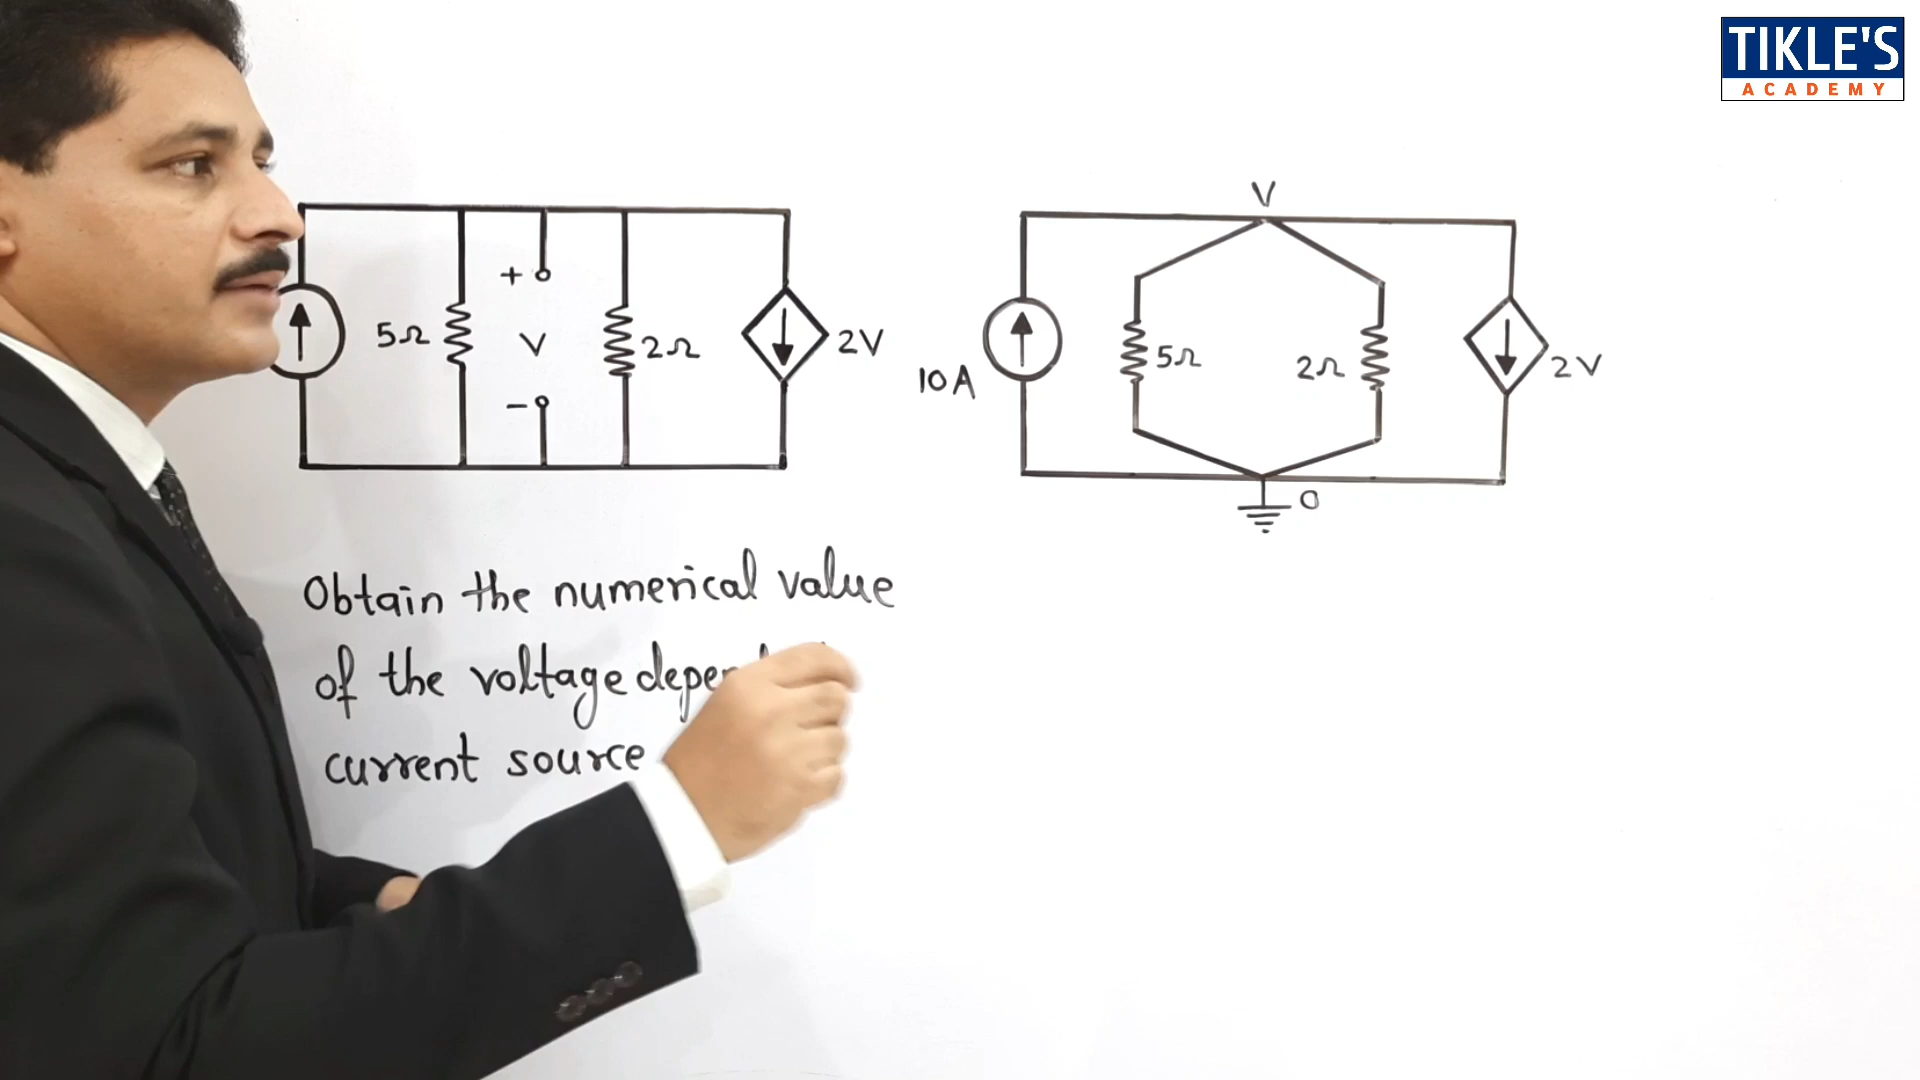 TIKLE'S
ACADEMY
5Ω
+
V
-
2Ω
2V
V
10A
5Ω
2Ω
2V
0
Obtain the numerical value
of the voltage
current source